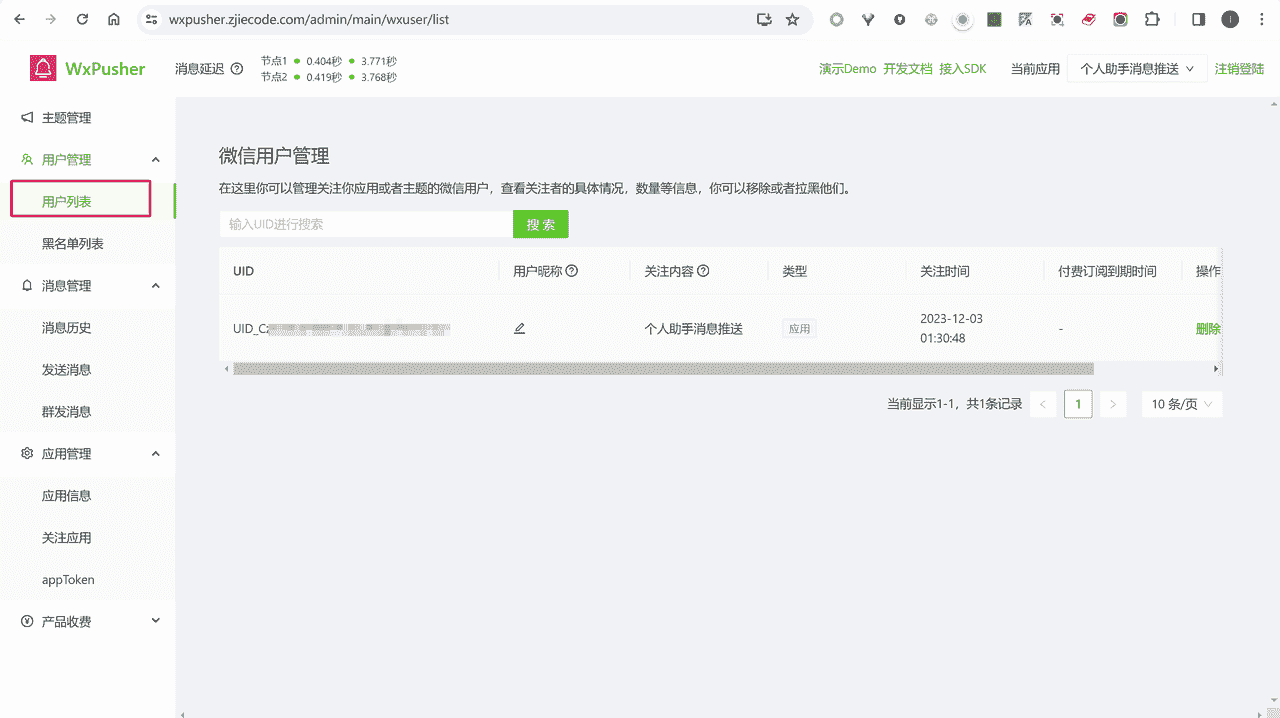 wxpusher.zjiecode.com/admin/main/wxuser/list
WxPusher
消息延迟
节点1 0.404秒 3.771秒
节点2 0.419秒 3.768秒
演示Demo 开发文档 接入SDK
当前应用 个人助手消息推送
注销登陆
主题管理
用户管理
用户列表
黑名单列表
消息管理
消息历史
发送消息
群发消息
应用管理
应用信息
关注应用
appToken
产品收费
微信用户管理
在这里你可以管理关注你应用或者主题的微信用户，查看关注者的具体情况，数量等信息，你可以移除或者拉黑他们。
输入UID进行搜索
搜 索
UID 用户昵称 关注内容 类型 关注时间 付费订阅到期时间 操作
UID_Cz 个人助手消息推送 应用 2023-12-03 - 删除
01:30:48
当前显示1-1，共1条记录 < 1 > 10 条/页